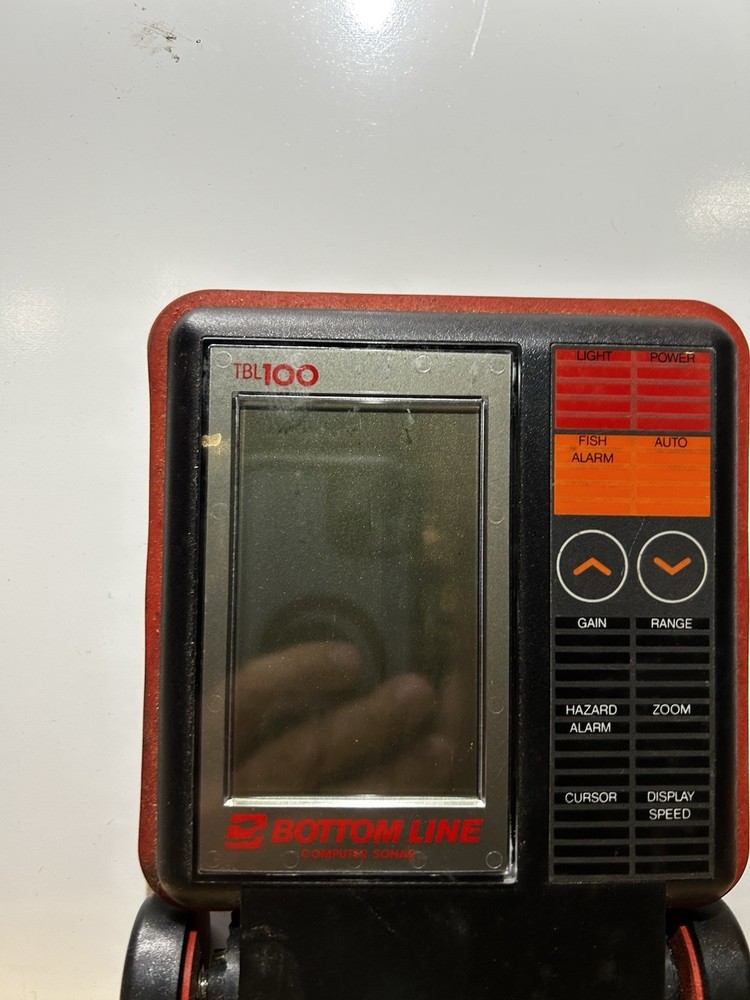 TBL100
BOTTOM LINE
COMPUTER SONAR
LIGHT POWER
FISH ALARM AUTO
GAIN RANGE
HAZARD ALARM ZOOM
CURSOR DISPLAY SPEED